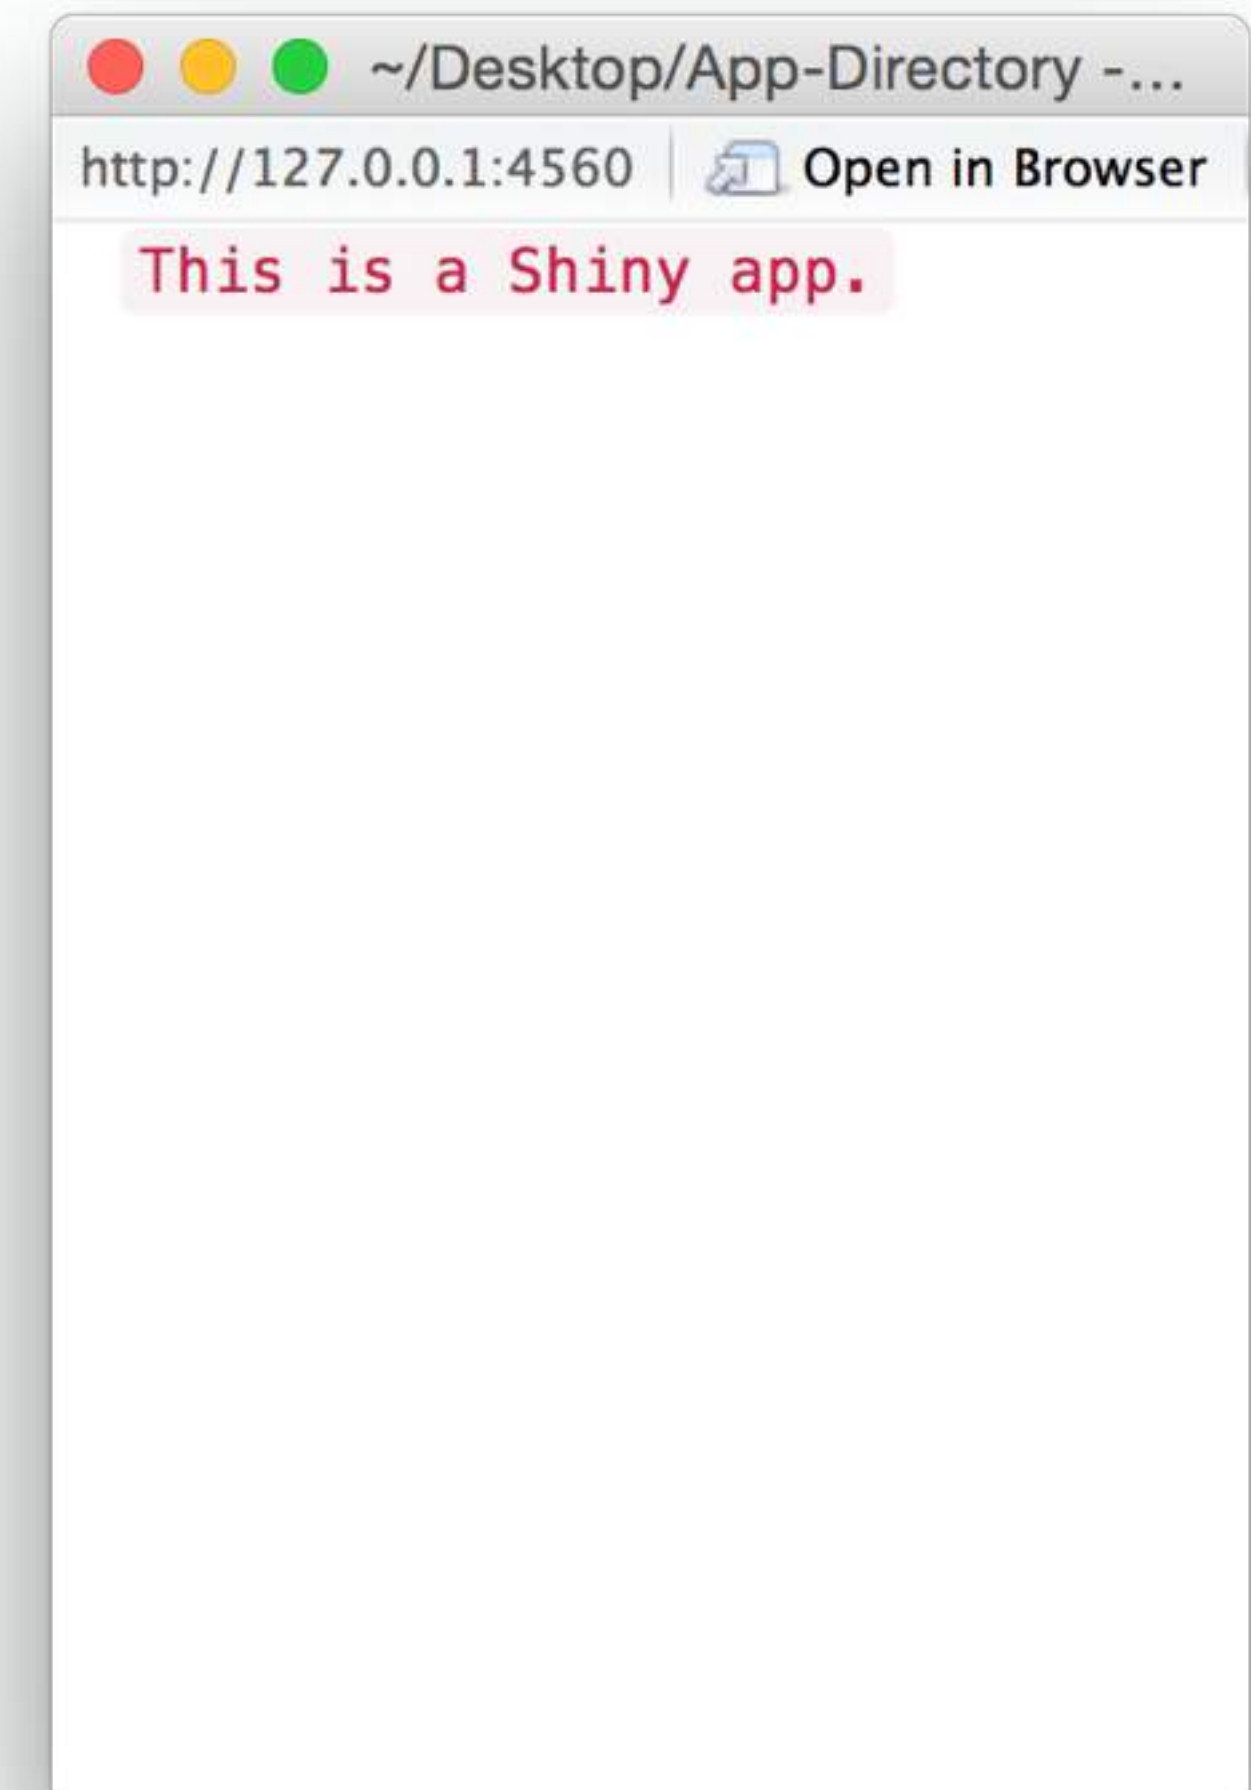 ~/Desktop/App-Directory -...
http://127.0.0.1:4560 Open in Browser
This is a Shiny app.